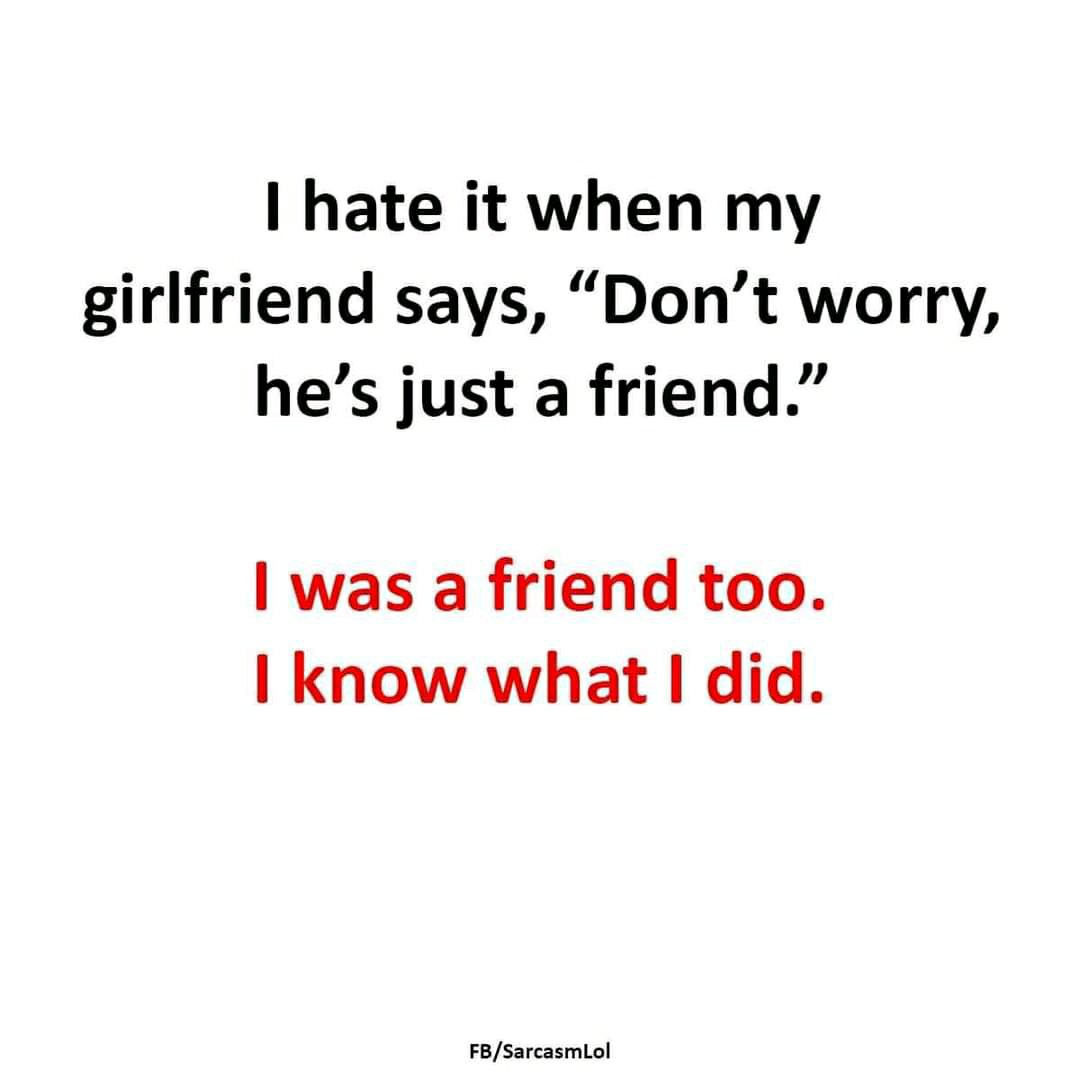 I hate it when my
girlfriend says, “Don’t worry,
he’s just a friend.”
I was a friend too.
I know what I did.
FB/SarcasmLol